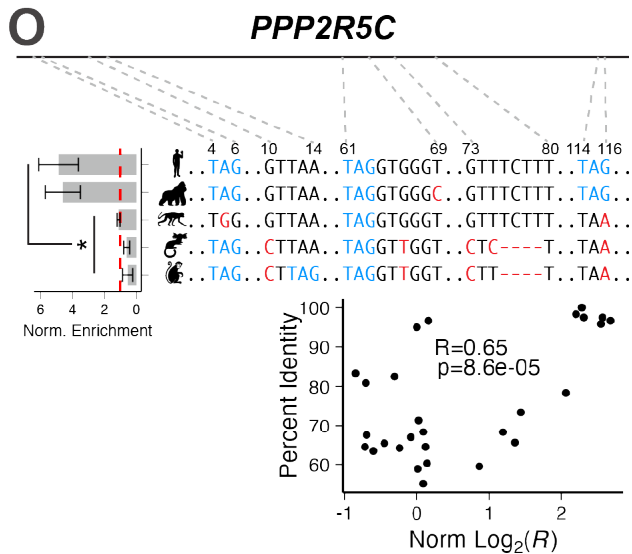 O
PPP2R5C
4 6 10 14 61 69 73 80 114 116
..TAG..GTTAA..TAGGTGGGT..GTTTCTTT..TAG
..TAG..GTTAA..TAGGTGGGC..GTTTCTTT..TAG
..TGG..GTTAA..TAGGTGGGT..GTTTCTTT..TAA
*
..TAG..CTTAA..TAGGTTGGT..CTC----T..TAA
..TAG..CTTAG..TAGGTTGGT..CTT----T..TAA
6 4 2 0
Norm. Enrichment
100
90
80
70
60
Percent Identity
R=0.65
p=8.6e-05
-1 0 1 2
Norm Log₂(R)